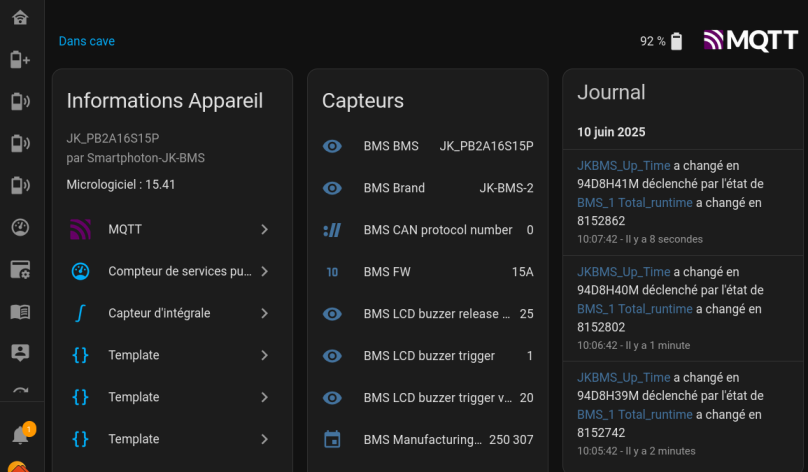 Dans cave
92 %
MQTT
Informations Appareil
JK_PB2A16S15P
par Smartphoton-JK-BMS
Micrologiciel : 15.41
MQTT
Compteur de services pu...
Capteur d'intégrale
Template
Template
Template
Capteurs
BMS BMS JK_PB2A16S15P
BMS Brand JK-BMS-2
BMS CAN protocol number 0
10 BMS FW 15A
BMS LCD buzzer release ... 25
BMS LCD buzzer trigger 1
BMS LCD buzzer trigger v... 20
BMS Manufacturing... 250 307
Journal
10 juin 2025
JKBMS_Up_Time a changé en
94D8H41M déclenché par l'état de
BMS_1 Total_runtime a changé en
8152862
10:07:42 - Il y a 8 secondes
JKBMS_Up_Time a changé en
94D8H40M déclenché par l'état de
BMS_1 Total_runtime a changé en
8152802
10:06:42 - Il y a 1 minute
JKBMS_Up_Time a changé en
94D8H39M déclenché par l'état de
BMS_1 Total_runtime a changé en
8152742
10:05:42 - Il y a 2 minutes
1